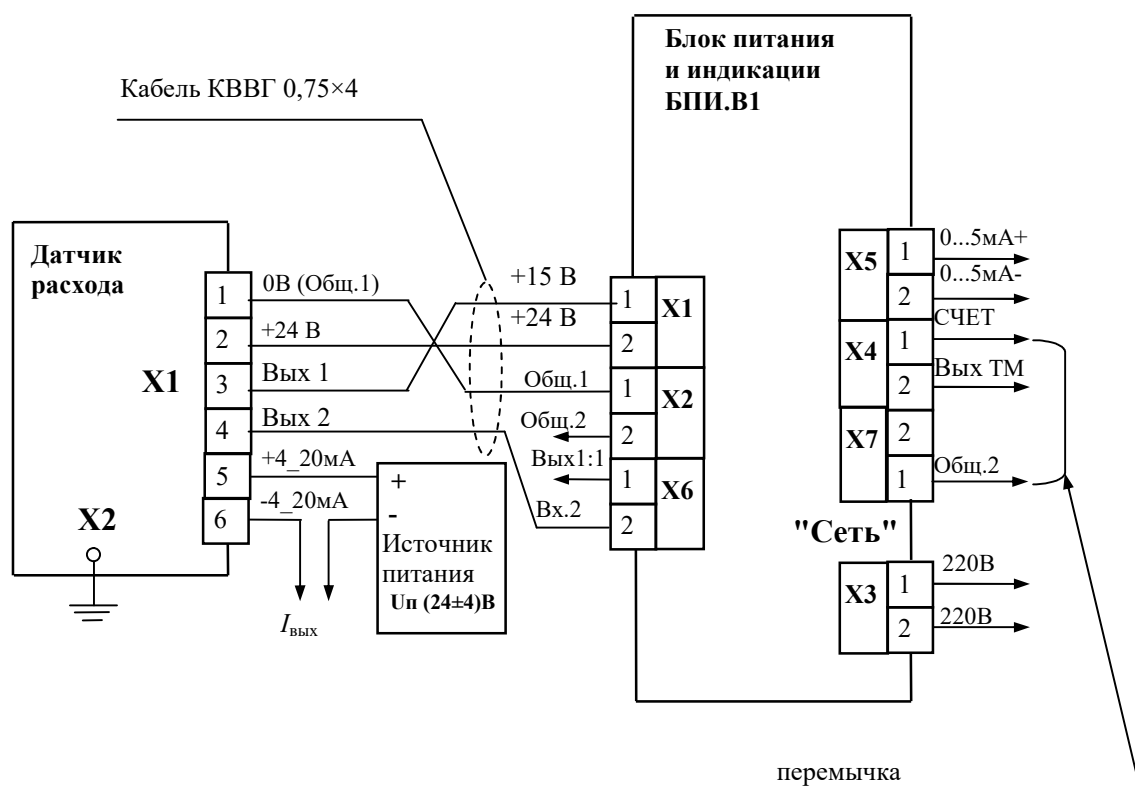 Блок питания
и индикации
БПИ.В1
Кабель КВВГ 0,75×4
Датчик
расхода
X1
X2
1
2
3
4
5
6
0В (Общ.1)
+24 В
Вых 1
Вых 2
+4_20мА
-4_20мА
Iвых
+
-
Источник
питания
Uп (24±4)В
+15 В
+24 В
Общ.1
Общ.2
Вых1:1
Вх.2
1
2
1
2
1
2
X1
X2
X6
X5
X4
X7
1
2
1
2
2
1
0...5мА+
0...5мА-
СЧЕТ
Вых ТМ
Общ.2
"Сеть"
X3
1
2
220В
220В
перемычка